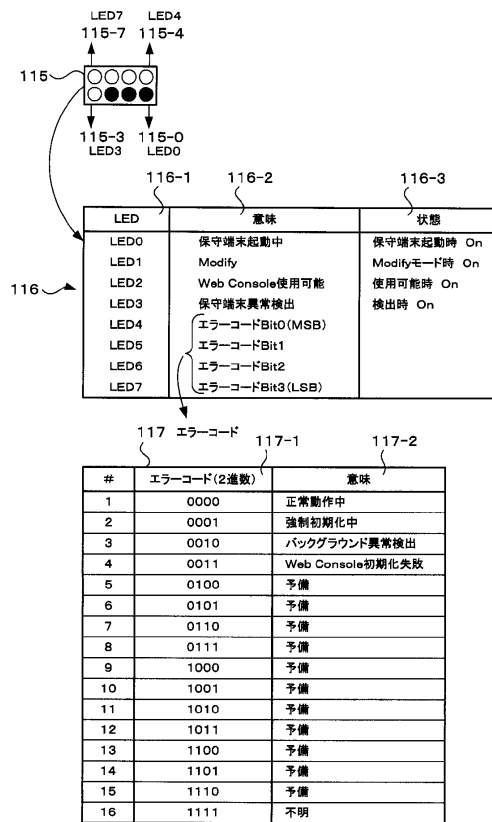 LED7 LED4
115-7 115-4
115
115-3 115-0
LED3 LED0
116-1 116-2 116-3
LED 意味 状態
LED0 保守端末起動中 保守端末起動時 On
LED1 Modify Modifyモード時 On
LED2 Web Console使用可能 使用可能時 On
116 LED3 保守端末異常検出 検出時 On
LED4 エラーコードBit0(MSB)
LED5 エラーコードBit1
LED6 エラーコードBit2
LED7 エラーコードBit3(LSB)
117 エラーコード 117-1 117-2
# エラーコード(2進数) 意味
1 0000 正常動作中
2 0001 強制初期化中
3 0010 バックグラウンド異常検出
4 0011 Web Console初期化失敗
5 0100 予備
6 0101 予備
7 0110 予備
8 0111 予備
9 1000 予備
10 1001 予備
11 1010 予備
12 1011 予備
13 1100 予備
14 1101 予備
15 1110 予備
16 1111 不明